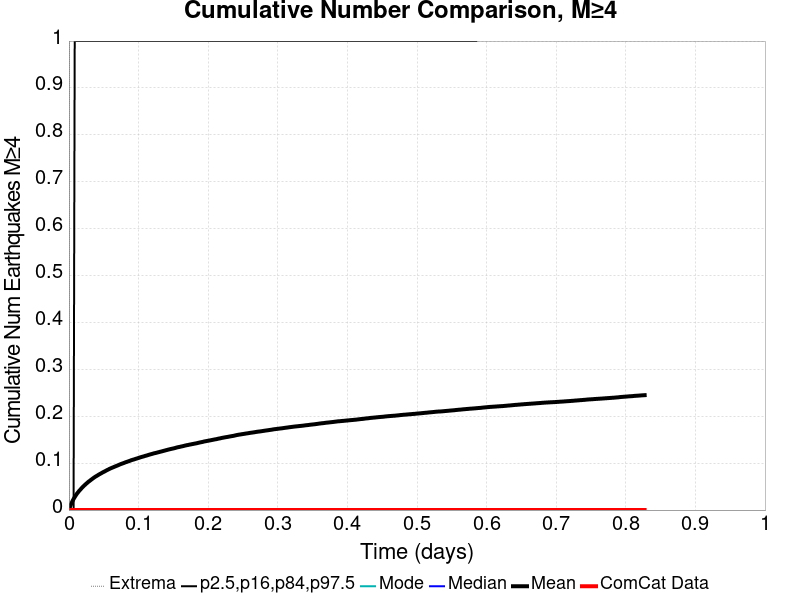 Cumulative Number Comparison, M≥4
Cumulative Num Earthquakes M≥4
1
0.9
0.8
0.7
0.6
0.5
0.4
0.3
0.2
0.1
0
0 0.1 0.2 0.3 0.4 0.5 0.6 0.7 0.8 0.9 1
Time (days)
Extrema p2.5,p16,p84,p97.5 Mode Median Mean ComCat Data